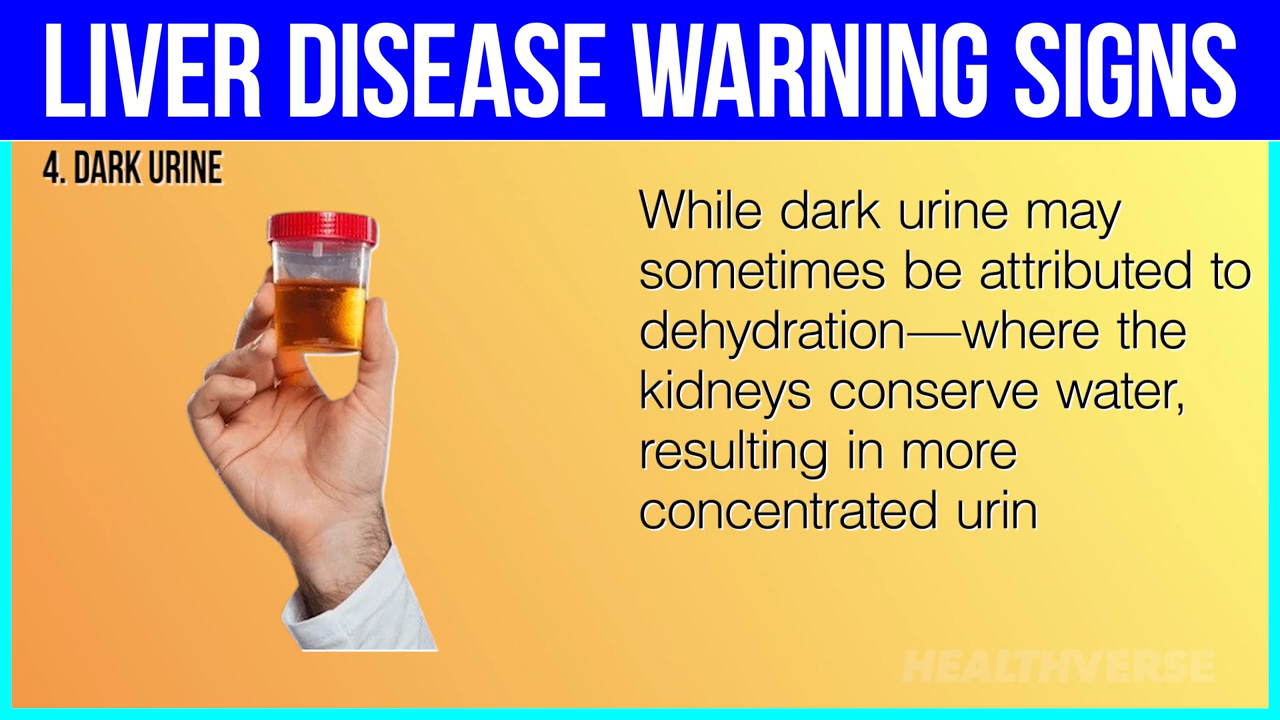 LIVER DISEASE WARNING SIGNS
4. DARK URINE
While dark urine may
sometimes be attributed to
dehydration—where the
kidneys conserve water,
resulting in more
concentrated urin
HEALTHVERSE